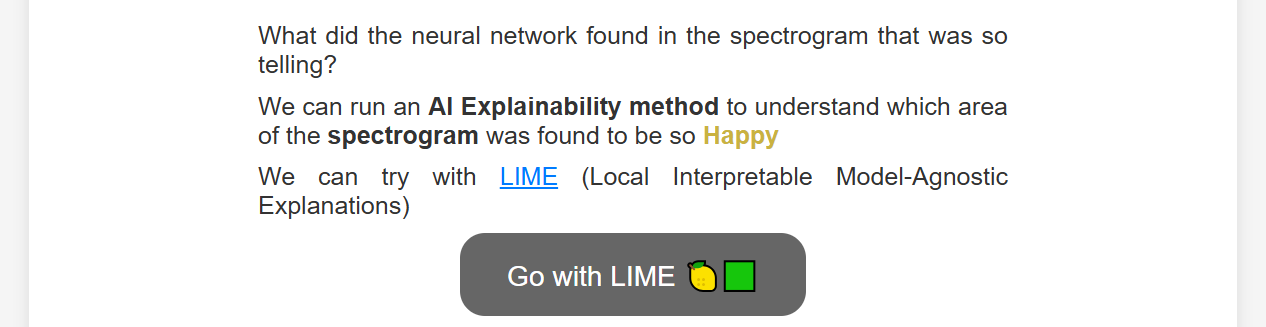 What did the neural network found in the spectrogram that was so
telling?
We can run an AI Explainability method to understand which area
of the spectrogram was found to be so Happy
We can try with LIME (Local Interpretable Model-Agnostic
Explanations)
Go with LIME 🍋🟩